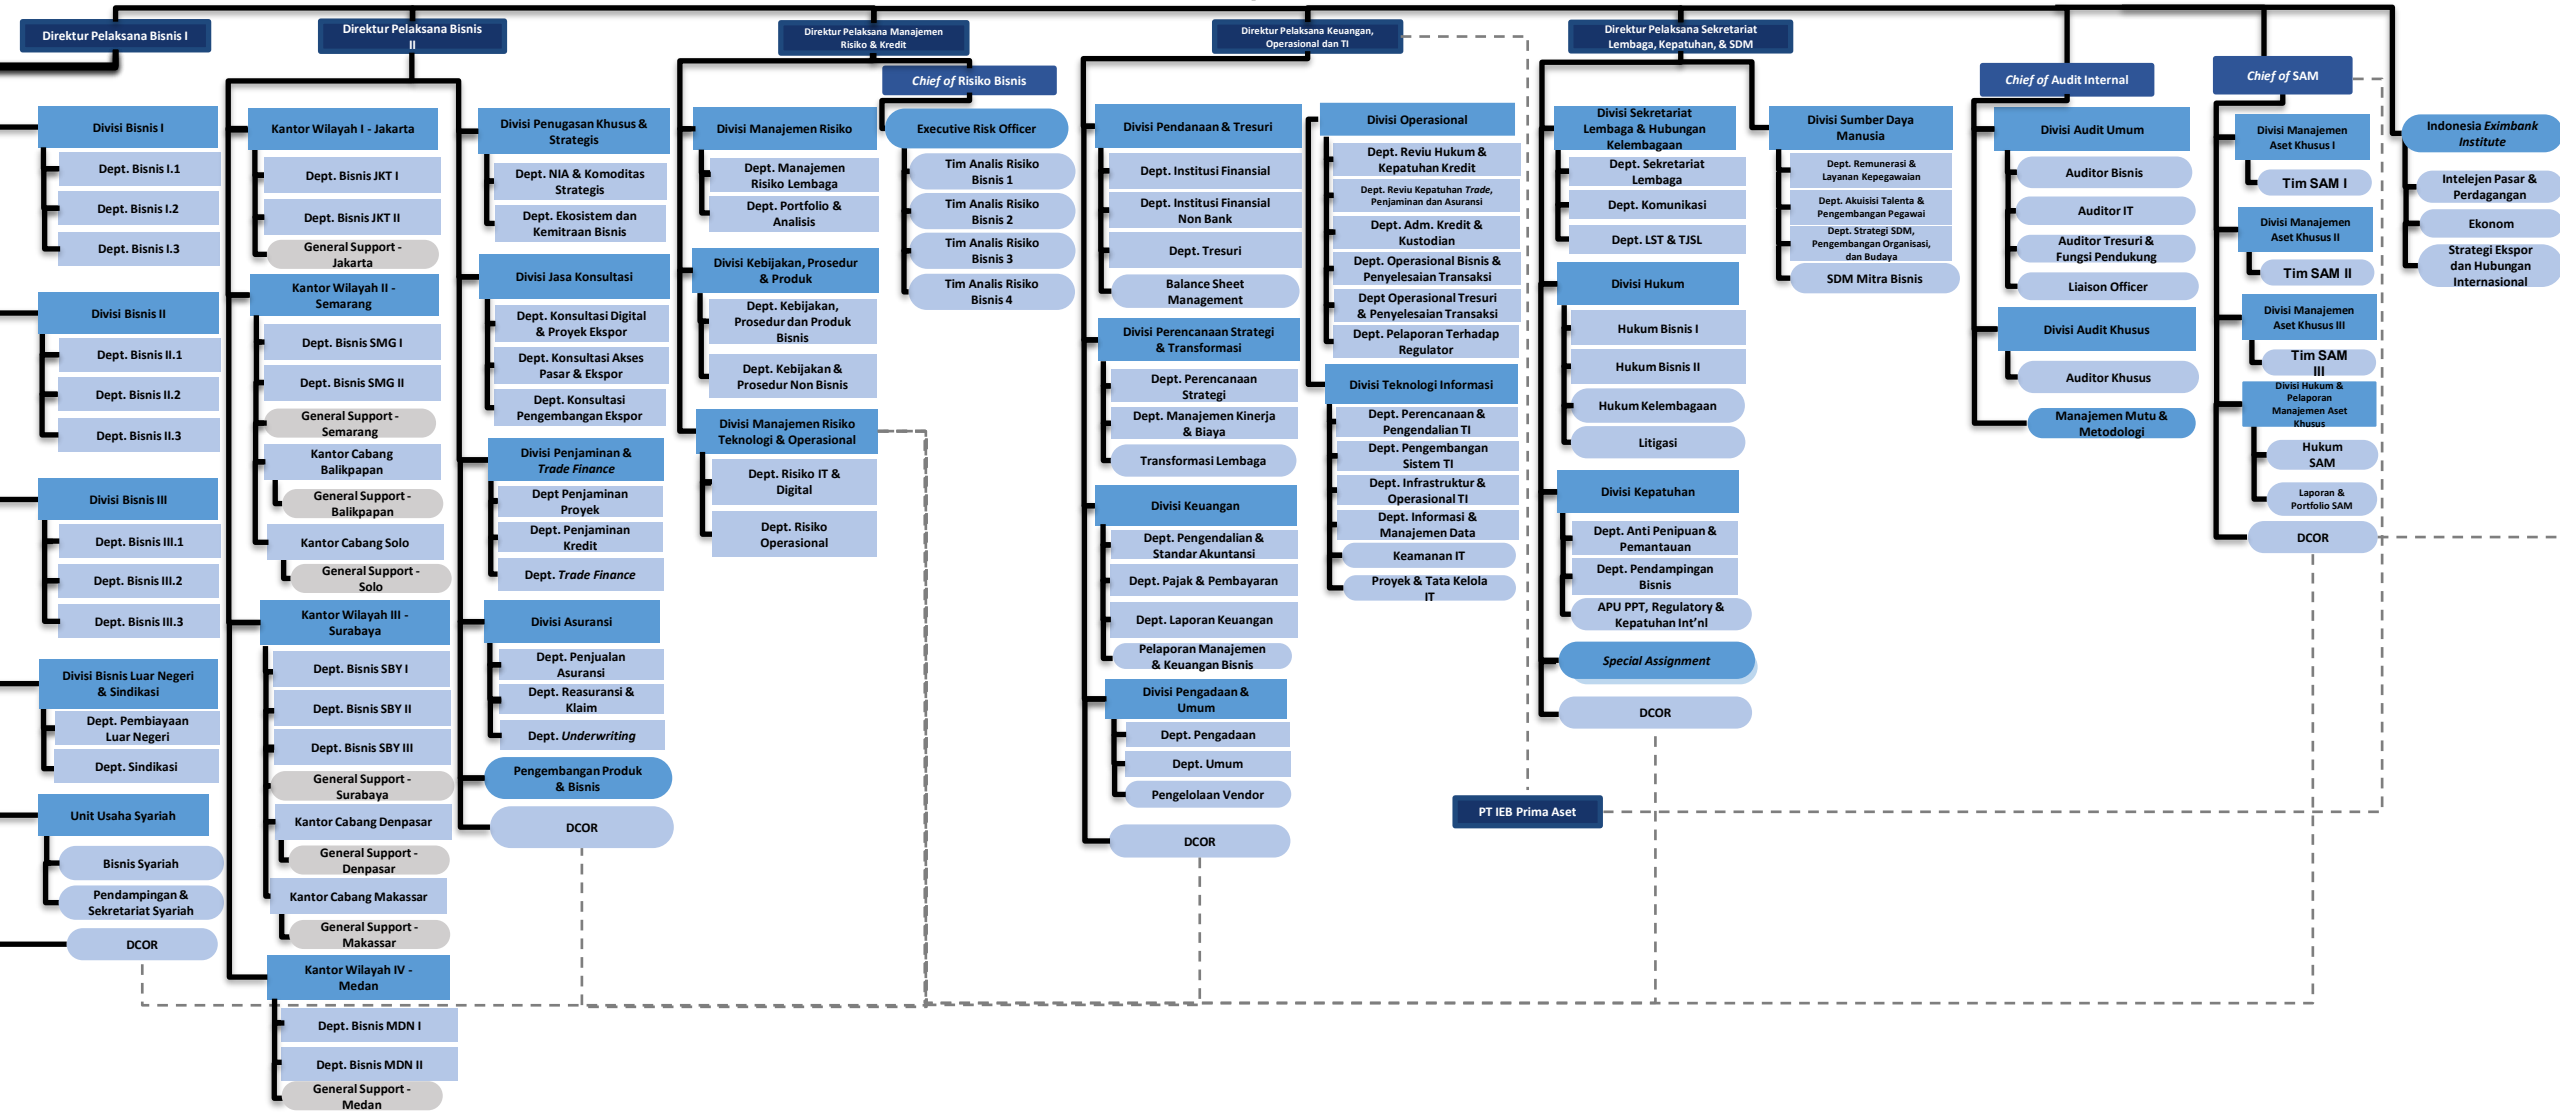 Direktur Pelaksana Bisnis I
Direktur Pelaksana Bisnis
II
Direktur Pelaksana Manajemen
Risiko & Kredit
Direktur Pelaksana Keuangan,
Operasional dan TI
Direktur Pelaksana Sekretariat
Lembaga, Kepatuhan, & SDM
Chief of Risiko Bisnis
Chief of Audit Internal
Chief of SAM
Divisi Bisnis I
Dept. Bisnis I.1
Dept. Bisnis I.2
Dept. Bisnis I.3
Divisi Bisnis II
Dept. Bisnis II.1
Dept. Bisnis II.2
Dept. Bisnis II.3
Divisi Bisnis III
Dept. Bisnis III.1
Dept. Bisnis III.2
Dept. Bisnis III.3
Divisi Bisnis Luar Negeri
& Sindikasi
Dept. Pembiayaan
Luar Negeri
Dept. Sindikasi
Unit Usaha Syariah
Bisnis Syariah
Pendampingan &
Sekretariat Syariah
DCOR
Kantor Wilayah I - Jakarta
Dept. Bisnis JKT I
Dept. Bisnis JKT II
General Support -
Jakarta
Kantor Wilayah II -
Semarang
Dept. Bisnis SMG I
Dept. Bisnis SMG II
General Support -
Semarang
Kantor Cabang
Balikpapan
General Support -
Balikpapan
Kantor Cabang Solo
General Support -
Solo
Kantor Wilayah III -
Surabaya
Dept. Bisnis SBY I
Dept. Bisnis SBY II
Dept. Bisnis SBY III
General Support -
Surabaya
Kantor Cabang Denpasar
General Support -
Denpasar
Kantor Cabang Makassar
General Support -
Makassar
Kantor Wilayah IV -
Medan
Dept. Bisnis MDN I
Dept. Bisnis MDN II
General Support -
Medan
Divisi Penugasan Khusus &
Strategis
Dept. NIA & Komoditas
Strategis
Dept. Ekosistem dan
Kemitraan Bisnis
Divisi Jasa Konsultasi
Dept. Konsultasi Digital
& Proyek Ekspor
Dept. Konsultasi Akses
Pasar & Ekspor
Dept. Konsultasi
Pengembangan Ekspor
Divisi Penjaminan &
Trade Finance
Dept Penjaminan
Proyek
Dept. Penjaminan
Kredit
Dept. Trade Finance
Divisi Asuransi
Dept. Penjualan
Asuransi
Dept. Reasuransi &
Klaim
Dept. Underwriting
Pengembangan Produk
& Bisnis
DCOR
Divisi Manajemen Risiko
Dept. Manajemen
Risiko Lembaga
Dept. Portfolio &
Analisis
Divisi Kebijakan, Prosedur
& Produk
Dept. Kebijakan,
Prosedur dan Produk
Bisnis
Dept. Kebijakan &
Prosedur Non Bisnis
Divisi Manajemen Risiko
Teknologi & Operasional
Dept. Risiko IT &
Digital
Dept. Risiko
Operasional
Executive Risk Officer
Tim Analis Risiko
Bisnis 1
Tim Analis Risiko
Bisnis 2
Tim Analis Risiko
Bisnis 3
Tim Analis Risiko
Bisnis 4
Divisi Pendanaan & Tresuri
Dept. Institusi Finansial
Dept. Institusi Finansial
Non Bank
Dept. Tresuri
Balance Sheet
Management
Divisi Perencanaan Strategi
& Transformasi
Dept. Perencanaan
Strategi
Dept. Manajemen Kinerja
& Biaya
Transformasi Lembaga
Divisi Keuangan
Dept. Pengendalian &
Standar Akuntansi
Dept. Pajak & Pembayaran
Dept. Laporan Keuangan
Pelaporan Manajemen
& Keuangan Bisnis
Divisi Pengadaan &
Umum
Dept. Pengadaan
Dept. Umum
Pengelolaan Vendor
DCOR
Divisi Operasional
Dept. Reviu Hukum &
Kepatuhan Kredit
Dept. Reviu Kepatuhan Trade,
Penjaminan dan Asuransi
Dept. Adm. Kredit &
Kustodian
Dept. Operasional Bisnis &
Penyelesaian Transaksi
Dept Operasional Tresuri
& Penyelesaian Transaksi
Dept. Pelaporan Terhadap
Regulator
Divisi Teknologi Informasi
Dept. Perencanaan &
Pengendalian TI
Dept. Pengembangan
Sistem TI
Dept. Infrastruktur &
Operasional TI
Dept. Informasi &
Manajemen Data
Keamanan IT
Proyek & Tata Kelola
IT
PT IEB Prima Aset
Divisi Sekretariat
Lembaga & Hubungan
Kelembagaan
Dept. Sekretariat
Lembaga
Dept. Komunikasi
Dept. LST & TJSL
Divisi Hukum
Hukum Bisnis I
Hukum Bisnis II
Hukum Kelembagaan
Litigasi
Divisi Kepatuhan
Dept. Anti Penipuan &
Pemantauan
Dept. Pendampingan
Bisnis
APU PPT, Regulatory &
Kepatuhan Int’nl
Special Assignment
DCOR
Divisi Sumber Daya
Manusia
Dept. Remunerasi &
Layanan Kepegawaian
Dept. Akuisisi Talenta &
Pengembangan Pegawai
Dept. Strategi SDM,
Pengembangan Organisasi,
dan Budaya
SDM Mitra Bisnis
Divisi Audit Umum
Auditor Bisnis
Auditor IT
Auditor Tresuri &
Fungsi Pendukung
Liaison Officer
Divisi Audit Khusus
Auditor Khusus
Manajemen Mutu &
Metodologi
Divisi Manajemen
Aset Khusus I
Tim SAM I
Divisi Manajemen
Aset Khusus II
Tim SAM II
Divisi Manajemen
Aset Khusus III
Tim SAM
III
Divisi Hukum &
Pelaporan
Manajemen Aset
Khusus
Hukum
SAM
Laporan &
Portfolio SAM
DCOR
Indonesia Eximbank
Institute
Intelejen Pasar &
Perdagangan
Ekonom
Strategi Ekspor
dan Hubungan
Internasional